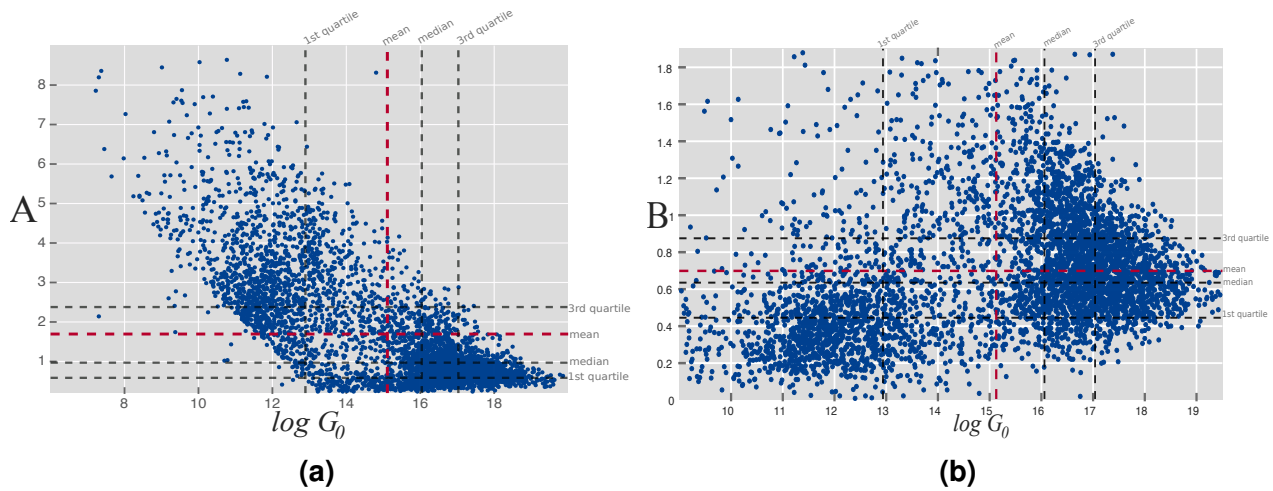 1st quartile
mean
median
3rd quartile
8
7
6
5
4
3
2
1
A
3rd quartile
mean
median
1st quartile
8
10
12
14
16
18
log G0
(a)
1st quartile
mean
median
3rd quartile
1.8
1.6
1.4
1.2
1
0.8
0.6
0.4
0.2
0
B
3rd quartile
mean
median
1st quartile
10
11
12
13
14
15
16
17
18
19
log G0
(b)